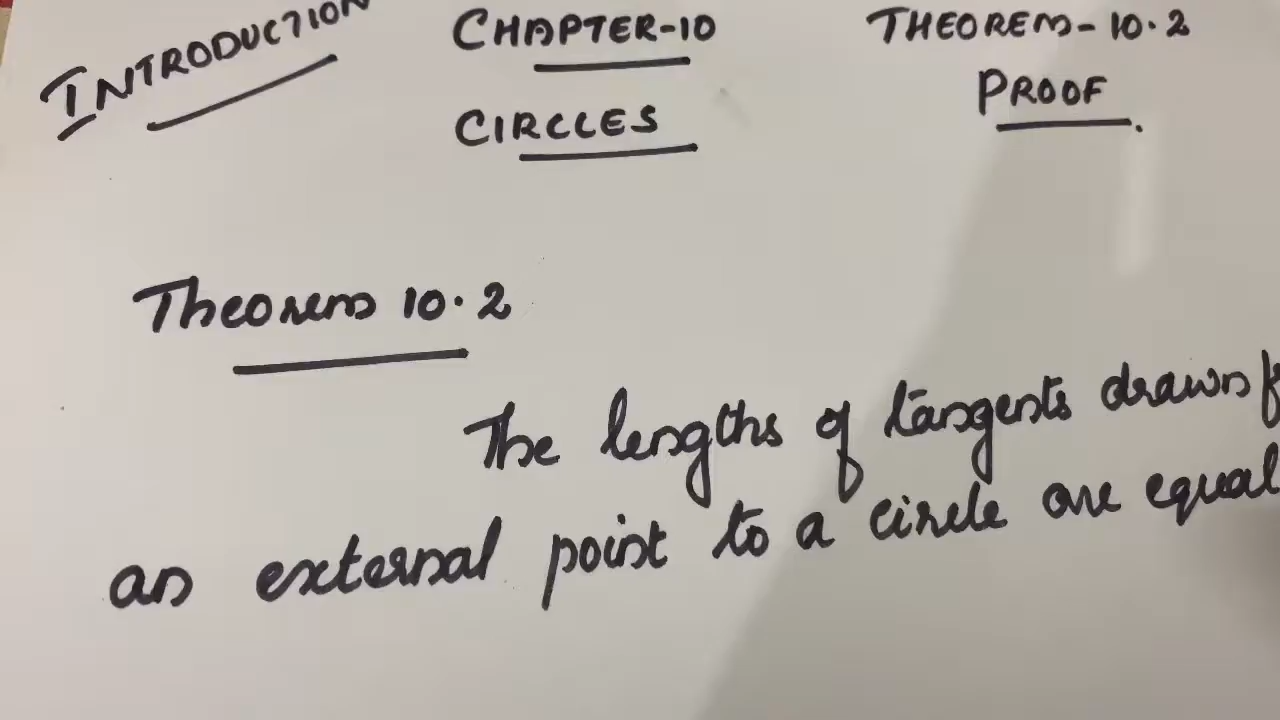 INTRODUCTION
CHAPTER-10
CIRCLES
THEOREM-10.2
PROOF.
Theorem 10.2
The lengths of tangents drawn
an external point to a circle are equal